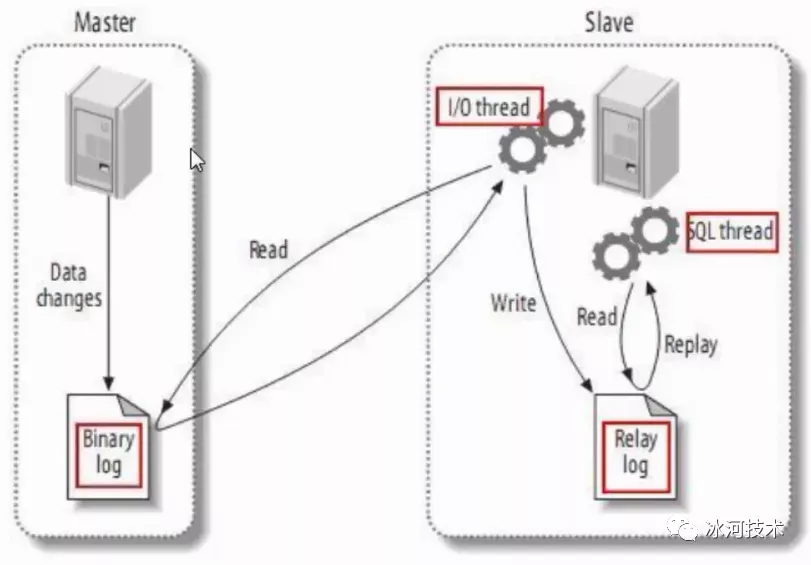 Master
Slave
I/O thread
SQL thread
Read
Data
changes
Write
Read
Replay
Binary
log
Relay
log
冰河技术